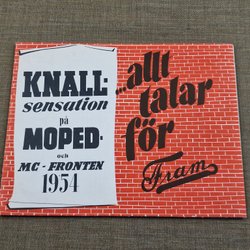 KNALL:
sensation
på
MOPED-
och
MC-FRONTEN
1954
...allt
talar
för
Fram